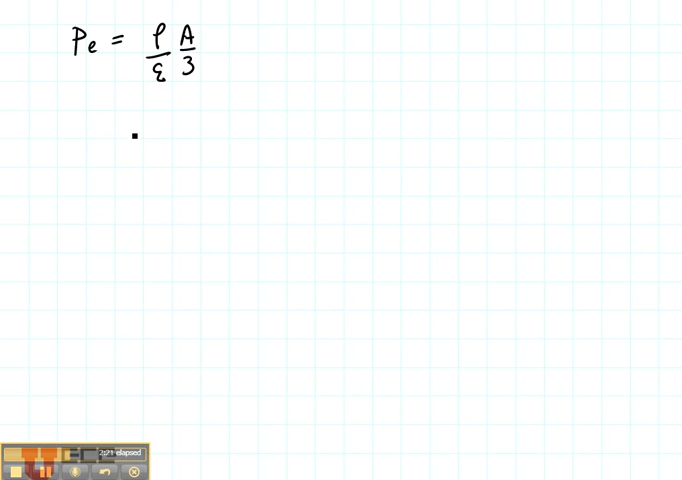 Pe = ρ/ε A/3
2:21 elapsed